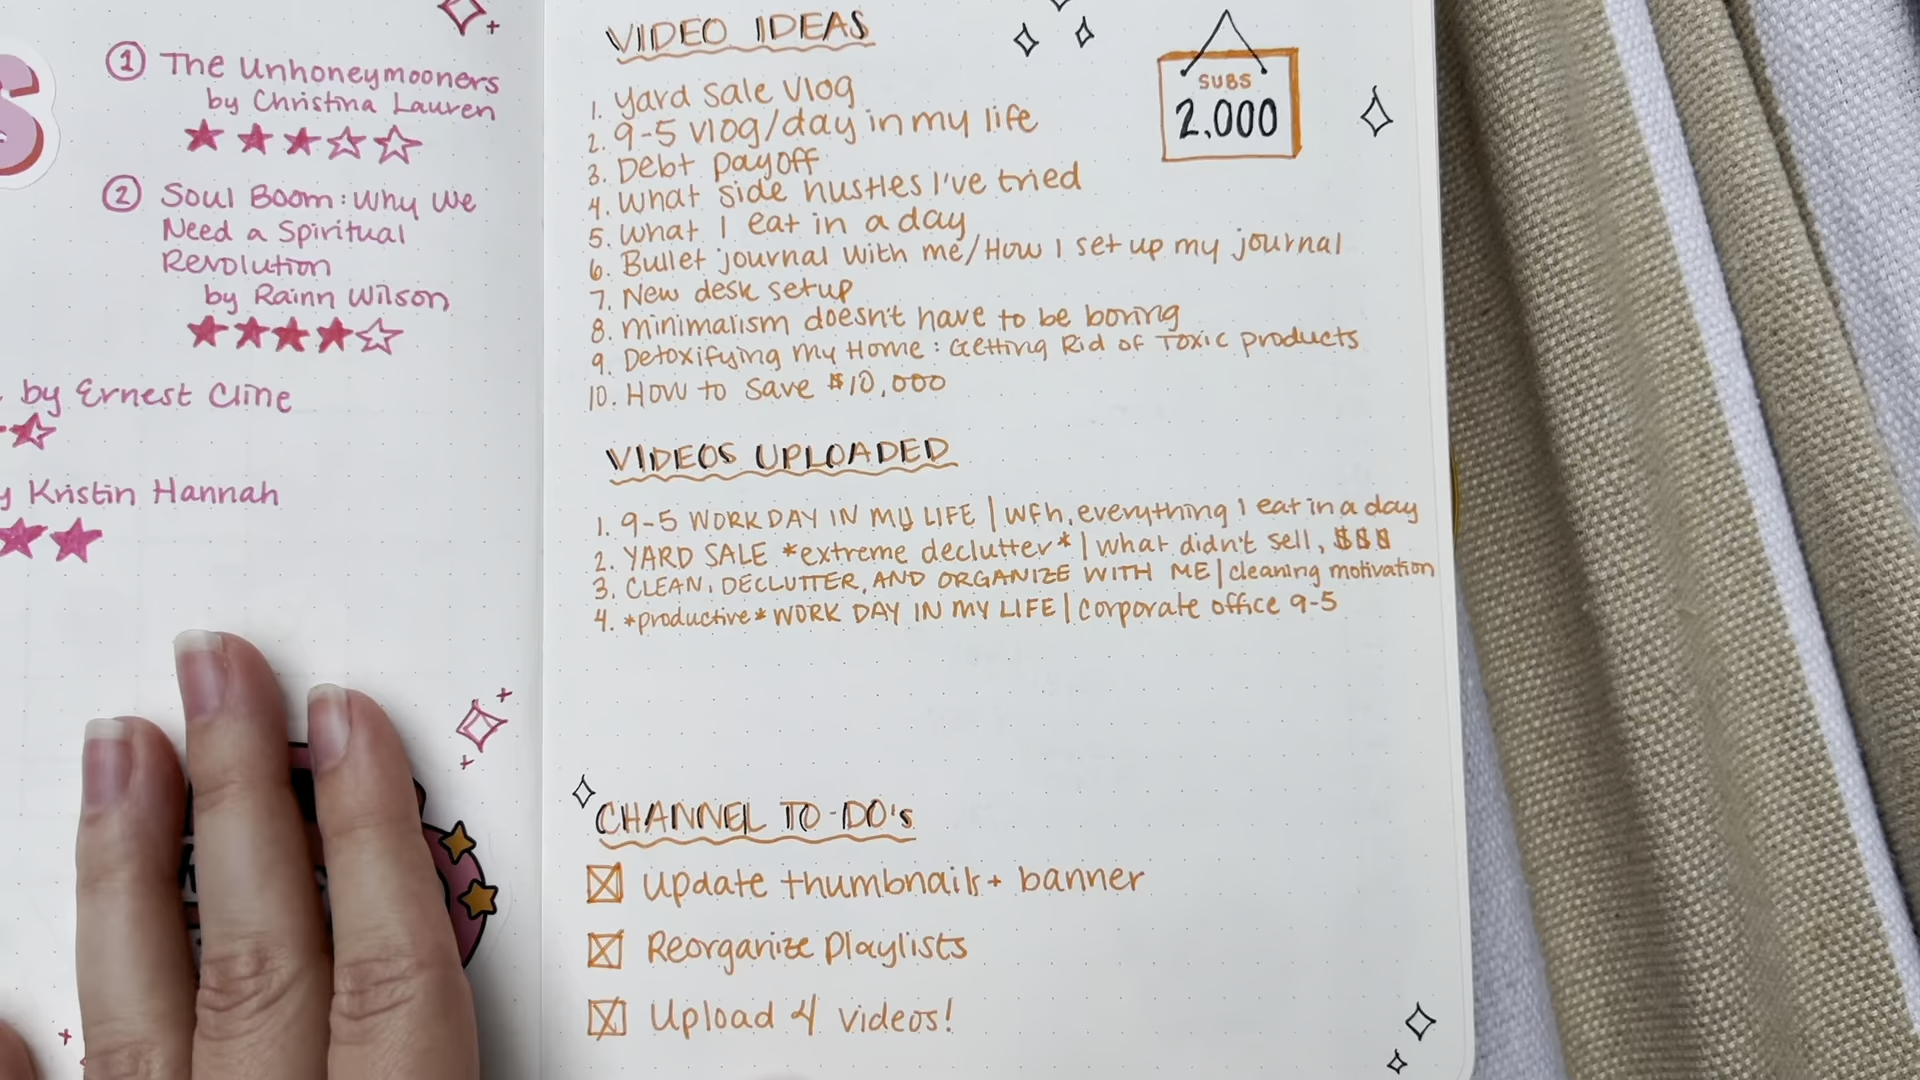 1 The Unhoneymooners
by Christina Lauren
2 Soul Boom: Why We
Need a Spiritual
Revolution
by Rainn Wilson
by Ernest Cline
Kristin Hannah
VIDEO IDEAS
SUBS
2,000
1. Yard Sale Vlog
2. 9-5 vlog/day in my life
3. Debt payoff
4. What side hustles I've tried
5. What I eat in a day
6. Bullet journal with me/How I set up my journal
7. New desk setup
8. minimalism doesn't have to be boring
9. Detoxifying my Home: Getting Rid of Toxic products
10. How to save $10,000
VIDEOS UPLOADED
1. 9-5 WORKDAY IN MY LIFE | wfh, everything I eat in a day
2. YARD SALE *extreme declutter* | what didn't sell, $$$
3. CLEAN, DECLUTTER, AND ORGANIZE WITH ME | cleaning motivation
4. *productive* WORK DAY IN MY LIFE | corporate office 9-5
CHANNEL TO-DO's
Update thumbnails + banner
Reorganize Playlists
Upload 4 videos!